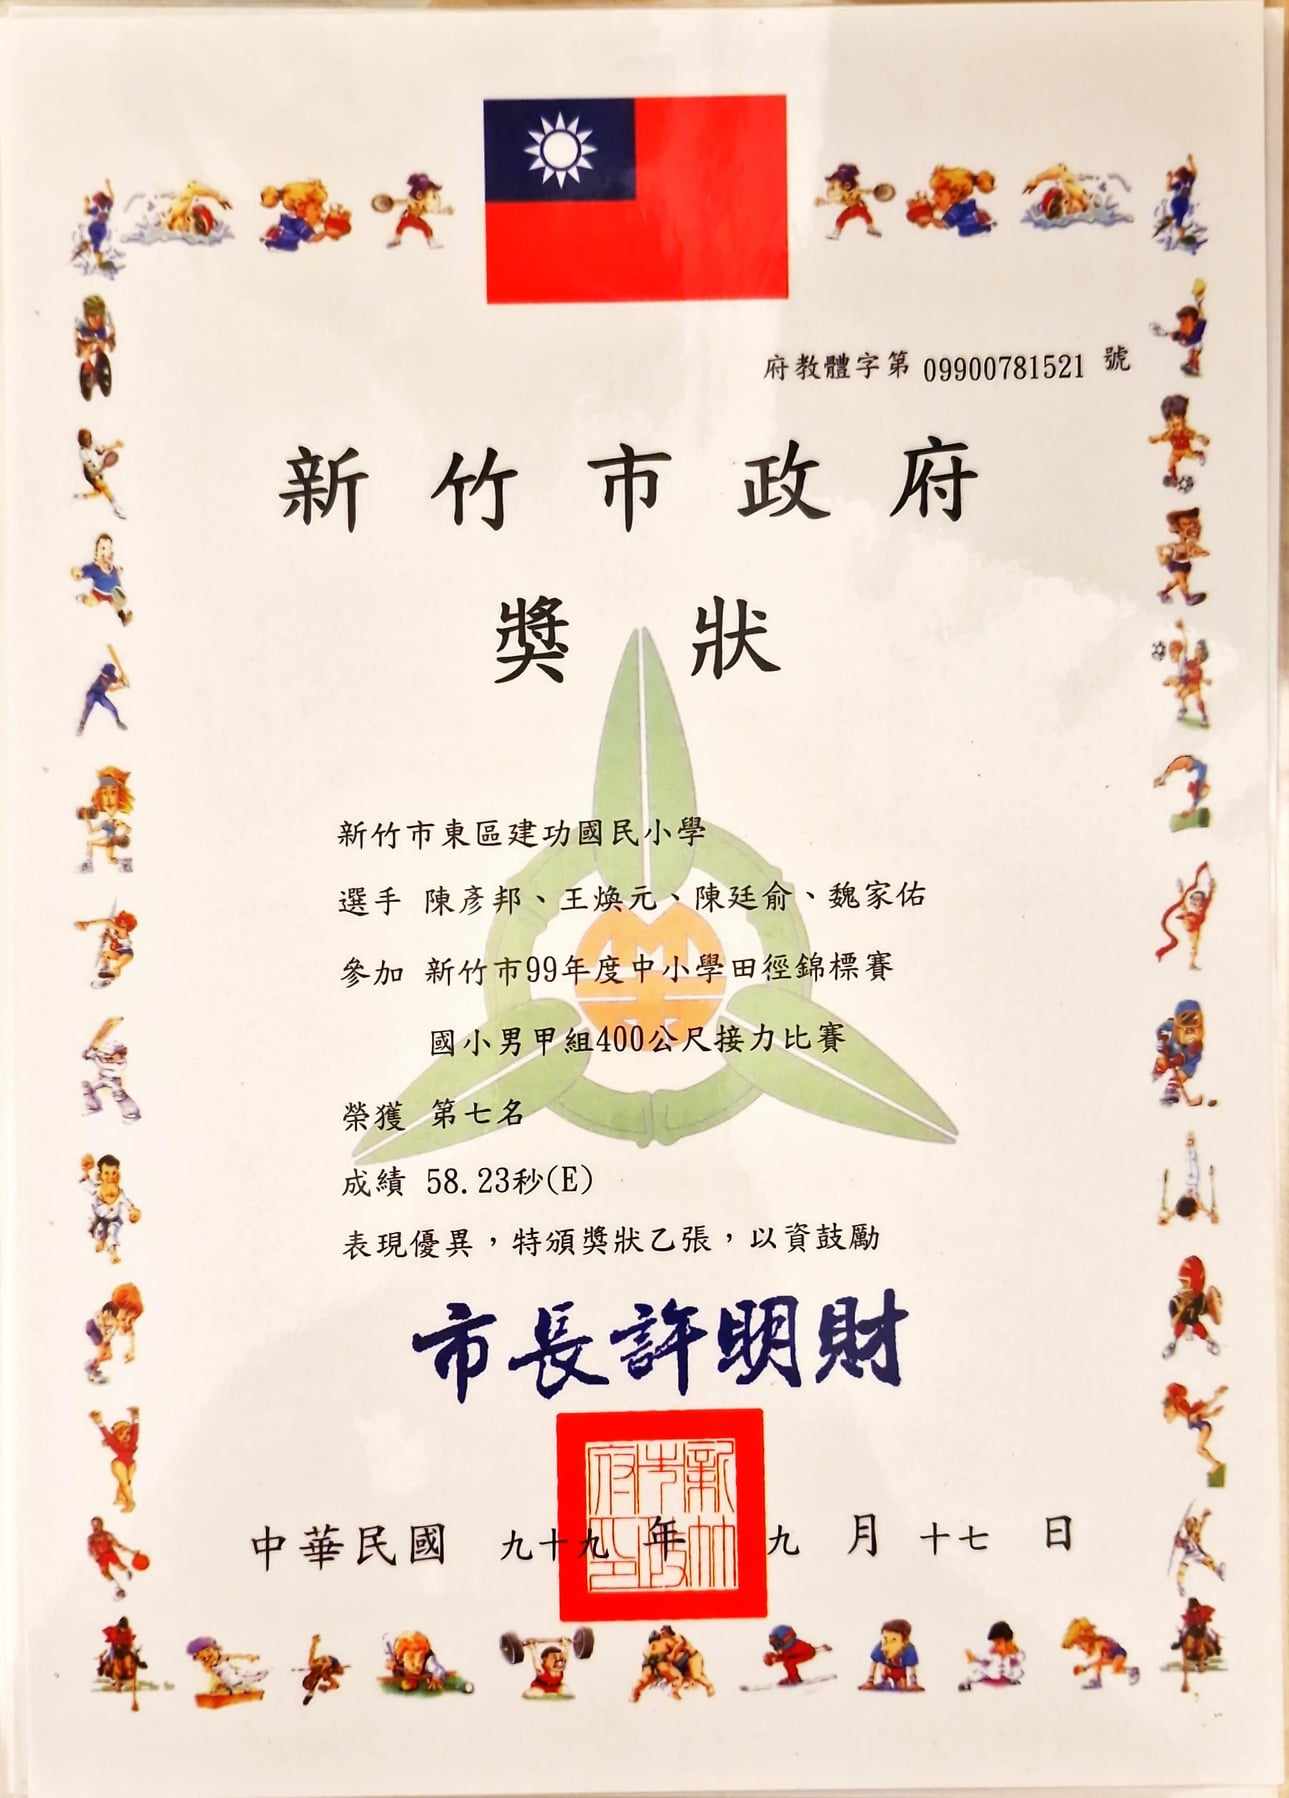 府教體字第 09900781521 號
新竹市政府
獎狀
新竹市東區建功國民小學
選手 陳彥邦、王煥元、陳廷俞、魏家佑
參加 新竹市99年度中小學田徑錦標賽
國小男甲組400公尺接力比賽
榮獲 第七名
成績 58.23秒(E)
表現優異，特頒獎狀乙張，以資鼓勵
市長許明財
新竹市政府印
中華民國 九十九 年 九 月 十七 日